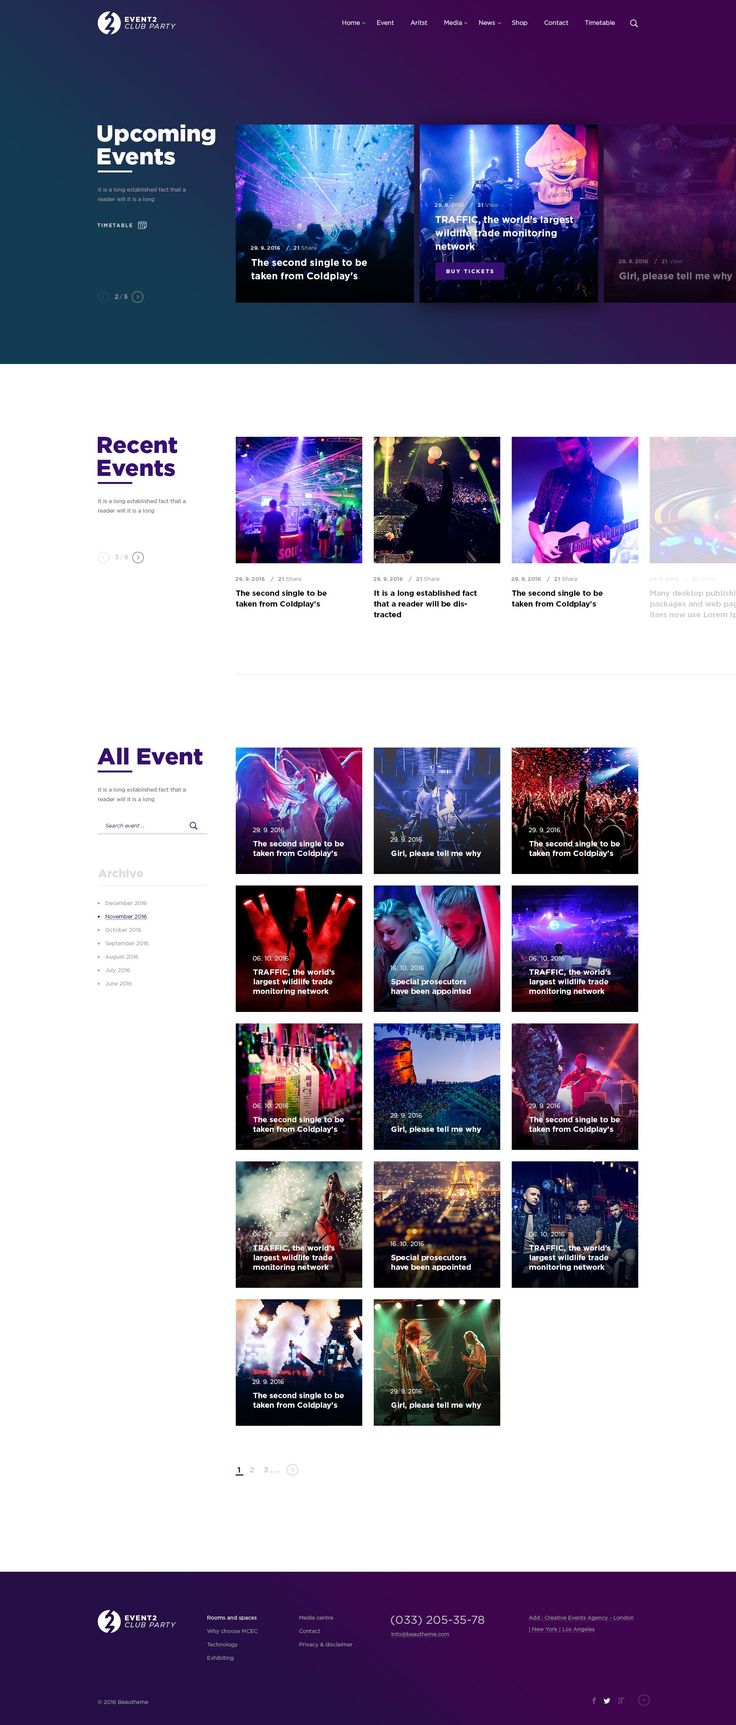 EVENT2
CLUB PARTY
Home
Event
Aritst
Media
News
Shop
Contact
Timetable
Upcoming
Events
It is a long established fact that a
reader will it is a long
TIMETABLE
2/5
29. 9. 2016 / 21 Share
The second single to be
taken from Coldplay's
29. 9. 2016 / 21 View
TRAFFIC, the world's largest
wildlife trade monitoring
network
BUY TICKETS
29. 9. 2016 / 21 View
Girl, please tell me why
Recent
Events
It is a long established fact that a
reader will it is a long
29. 9. 2016 / 21 Share
The second single to be
taken from Coldplay's
29. 9. 2016 / 21 Share
It is a long established fact
that a reader will be dis-
tracted
29. 9. 2016 / 21 Share
The second single to be
taken from Coldplay's
29. 9. 2016 / 21 Share
Many desktop publishi
packages and web pag
itors now use Lorem Ip
All Event
It is a long established fact that a
reader will it is a long
Search event ...
Archive
December 2016
November 2016
October 2016
September 2016
August 2016
July 2016
June 2016
29. 9. 2016
The second single to be
taken from Coldplay's
29. 9. 2016
Girl, please tell me why
29. 9. 2016
The second single to be
taken from Coldplay's
06. 10. 2016
TRAFFIC, the world's
largest wildlife trade
monitoring network
16. 10. 2016
Special prosecutors
have been appointed
06. 10. 2016
TRAFFIC, the world's
largest wildlife trade
monitoring network
06. 10. 2016
The second single to be
taken from Coldplay's
29. 9. 2016
Girl, please tell me why
29. 9. 2016
The second single to be
taken from Coldplay's
06. 10. 2016
TRAFFIC, the world's
largest wildlife trade
monitoring network
16. 10. 2016
Special prosecutors
have been appointed
06. 10. 2016
TRAFFIC, the world's
largest wildlife trade
monitoring network
29. 9. 2016
The second single to be
taken from Coldplay's
29. 9. 2016
Girl, please tell me why
1 2 3 ...
EVENT2
CLUB PARTY
Rooms and spaces
Why choose MCEC
Technology
Exhibiting
Media centre
Contact
Privacy & disclaimer
(033) 205-35-78
info@beautheme.com
Add : Creative Events Agency - London
| New York | Los Angeles
© 2016 Beautheme